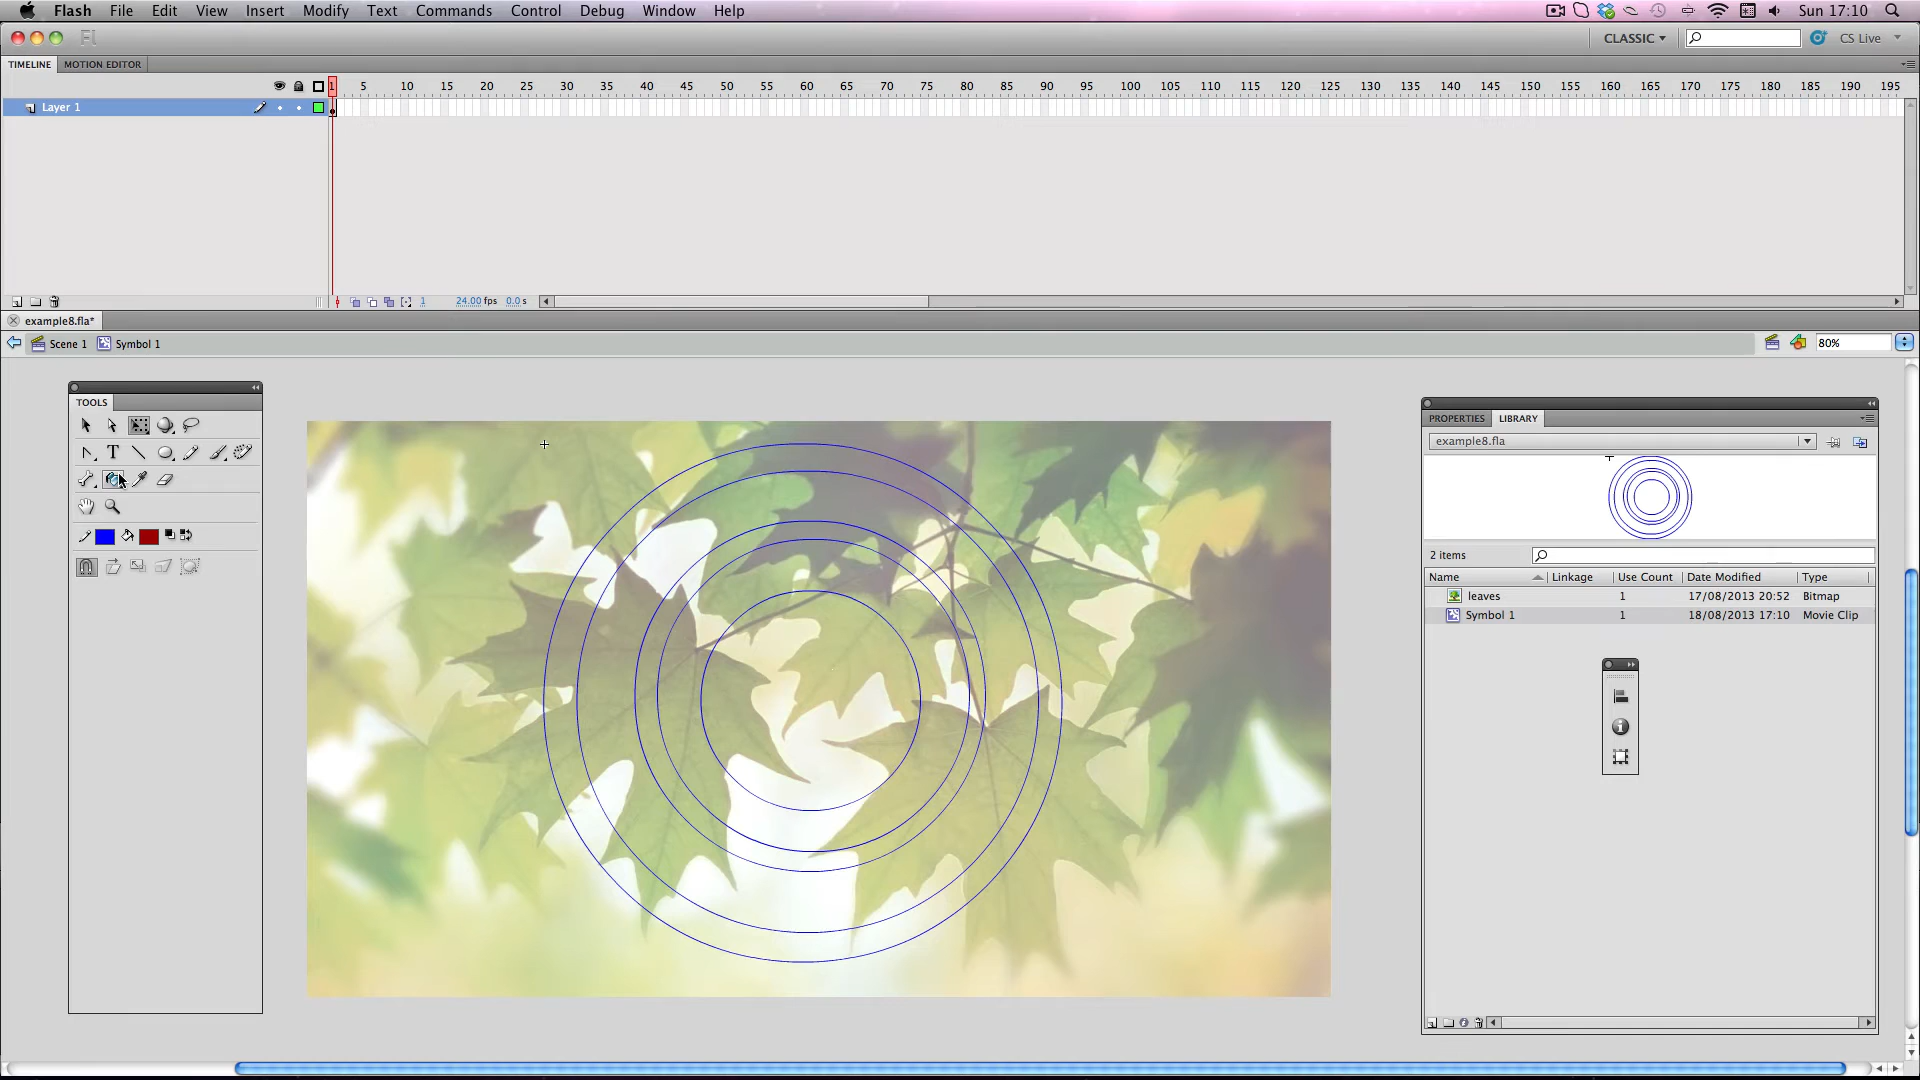 Flash File Edit View Insert Modify Text Commands Control Debug Window Help Sun 17:10
Fl CLASSIC CS Live
TIMELINE MOTION EDITOR
1 5 10 15 20 25 30 35 40 45 50 55 60 65 70 75 80 85 90 95 100 105 110 115 120 125 130 135 140 145 150 155 160 165 170 175 180 185 190 195
Layer 1
1 24.00 fps 0.0 s
example8.fla*
Scene 1 Symbol 1 80%
TOOLS
T
PROPERTIES LIBRARY
example8.fla
2 items
Name Linkage Use Count Date Modified Type
leaves 1 17/08/2013 20:52 Bitmap
Symbol 1 1 18/08/2013 17:10 Movie Clip